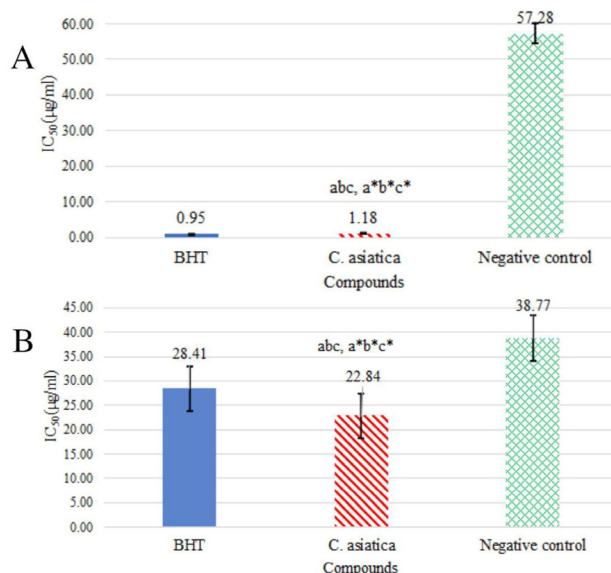 A
IC50(µg/ml)
60.00
50.00
40.00
30.00
20.00
10.00
0.00
0.95
abc, a*b*c*
1.18
57.28
BHT
C. asiatica
Compounds
Negative control
B
IC50(µg/ml)
45.00
40.00
35.00
30.00
25.00
20.00
15.00
10.00
5.00
0.00
28.41
abc, a*b*c*
22.84
38.77
BHT
C. asiatica
Compounds
Negative control